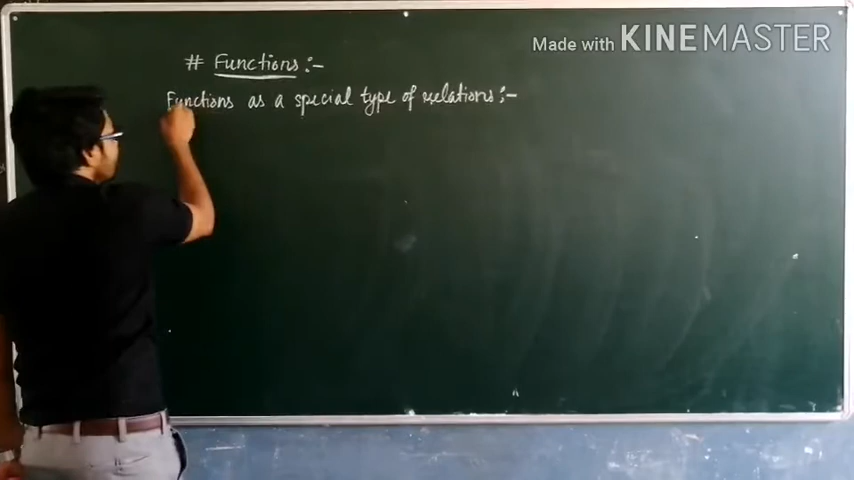 Made with KINEMASTER
# Functions :-
Functions as a special type of relations :-